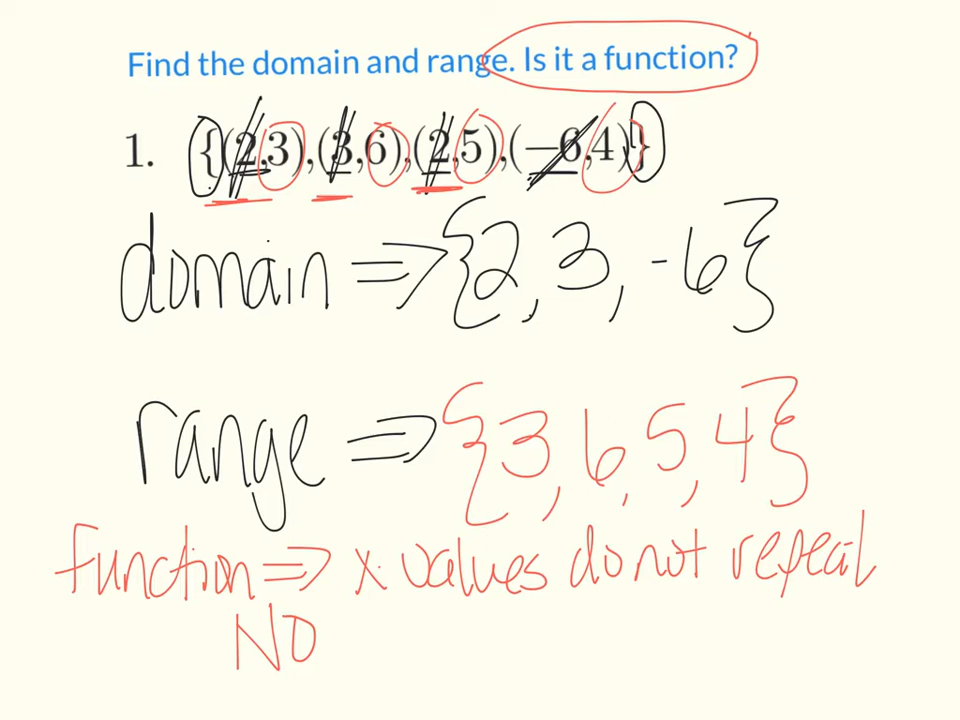 Find the domain and range. Is it a function?
1. {(2,3),(3,6),(2,5),(−6,4)}
domain ⇒ {2, 3, -6}
range ⇒ {3, 6, 5, 4}
function ⇒ x values do not repeat
NO